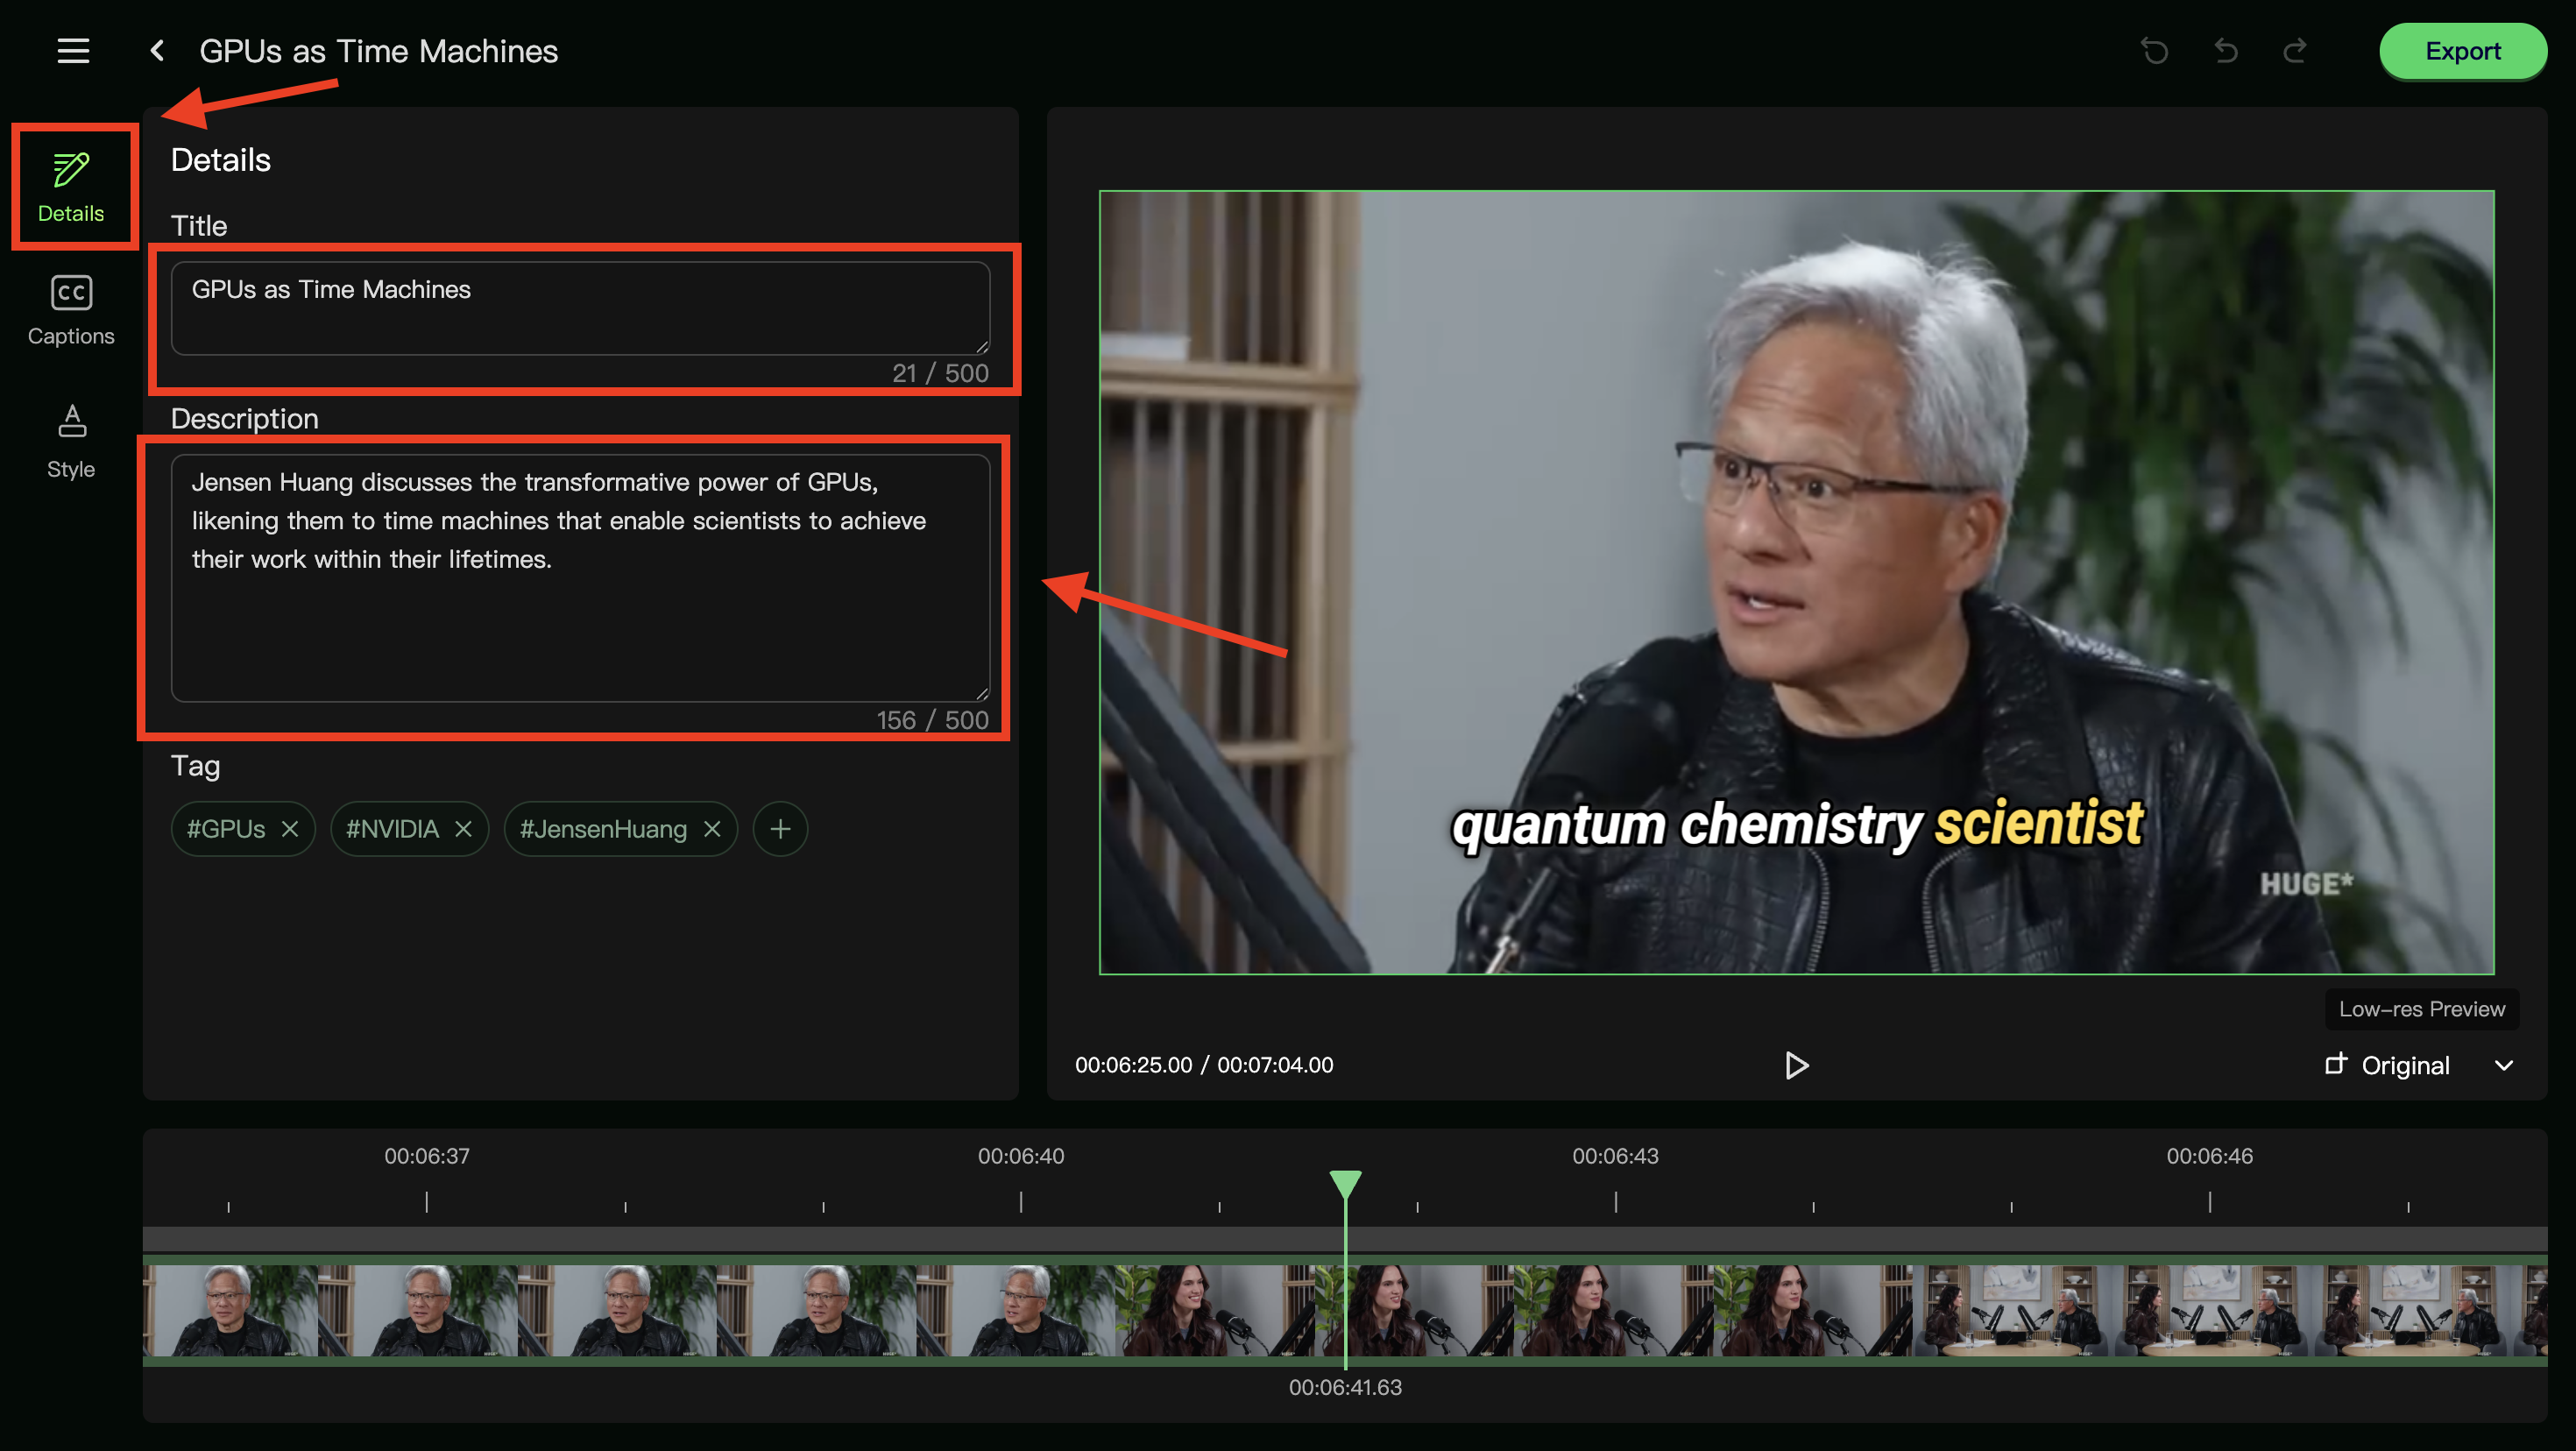 GPUs as Time Machines
Export
Details
Captions
Style
Details
Title
GPUs as Time Machines
21 / 500
Description
Jensen Huang discusses the transformative power of GPUs,
likening them to time machines that enable scientists to achieve
their work within their lifetimes.
156 / 500
Tag
#GPUs #NVIDIA #JensenHuang
quantum chemistry scientist
HUGE*
Low-res Preview
00:06:25.00 / 00:07:04.00
Original
00:06:37 00:06:40 00:06:43 00:06:46
00:06:41.63